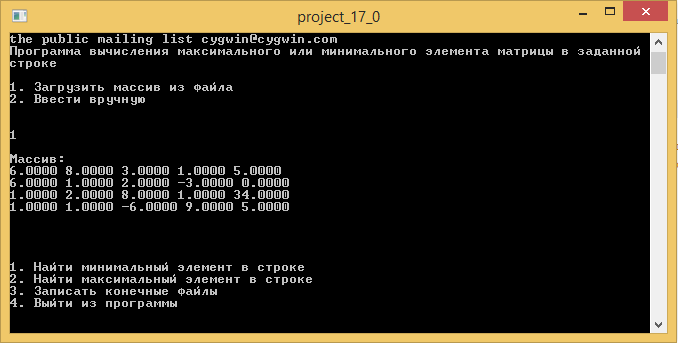 project_17_0
the public mailing list cygwin@cygwin.com
Программа вычисления максимального или минимального элемента матрицы в заданной
строке
1. Загрузить массив из файла
2. Ввести вручную
1
Массив:
6.0000 8.0000 3.0000 1.0000 5.0000
6.0000 1.0000 2.0000 -3.0000 0.0000
1.0000 2.0000 8.0000 1.0000 34.0000
1.0000 1.0000 -6.0000 9.0000 5.0000
1. Найти минимальный элемент в строке
2. Найти максимальный элемент в строке
3. Записать конечные файлы
4. Выйти из программы